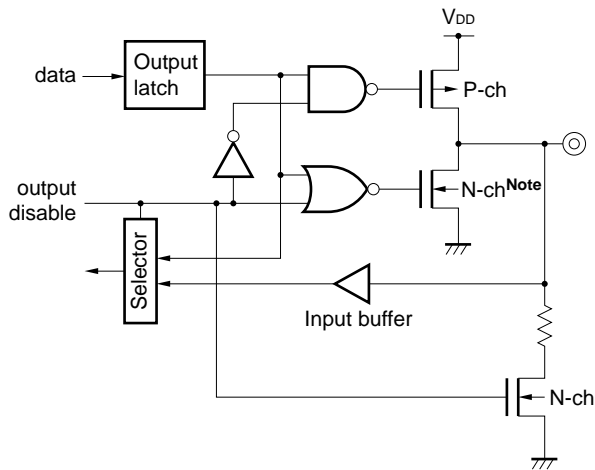 VDD
data
Output
latch
P-ch
output
disable
N-chNote
Selector
Input buffer
N-ch